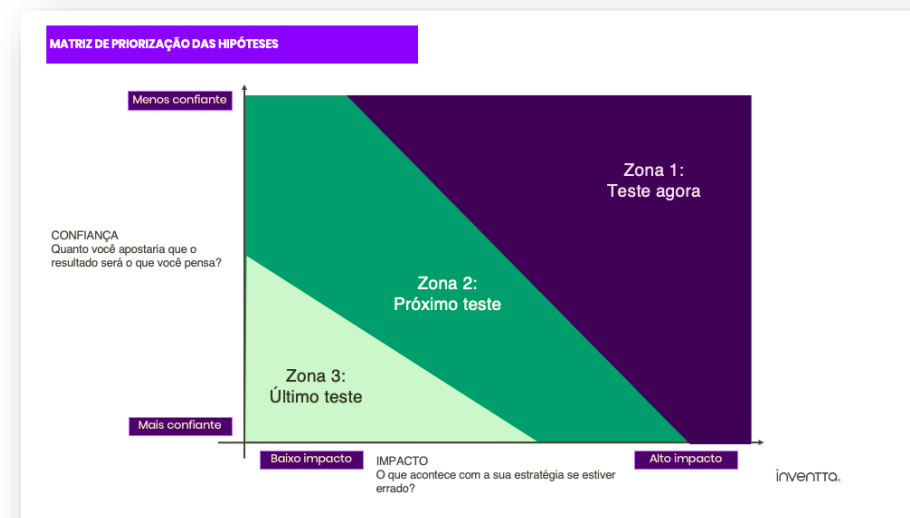 MATRIZ DE PRIORIZAÇÃO DAS HIPÓTESES
Menos confiante
Zona 1:
Teste agora
CONFIANÇA
Quanto você apostaria que o
resultado será o que você pensa?
Zona 2:
Próximo teste
Zona 3:
Último teste
Mais confiante
Baixo impacto
IMPACTO
O que acontece com a sua estratégia se estiver
errado?
Alto impacto
inventta.